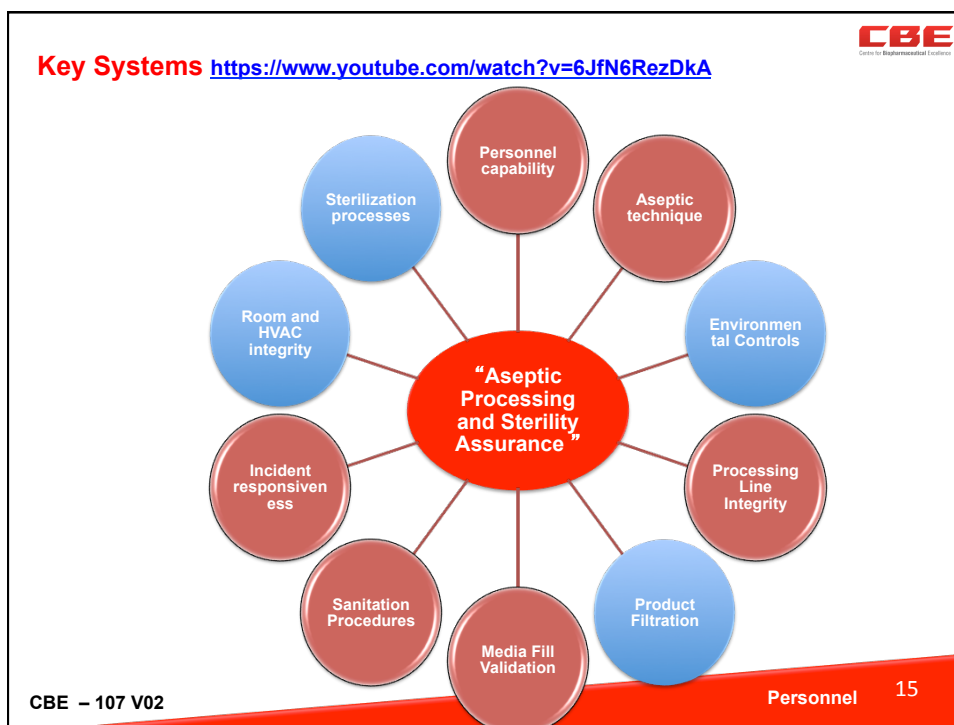 CBE
Centre for Biopharmaceutical Excellence
Key Systems https://www.youtube.com/watch?v=6JfN6RezDkA
Personnel
capability
Aseptic
technique
Environmen
tal Controls
Processing
Line
Integrity
Product
Filtration
Media Fill
Validation
Sanitation
Procedures
Incident
responsiven
ess
Room and
HVAC
integrity
Sterilization
processes
“Aseptic
Processing
and Sterility
Assurance ”
CBE – 107 V02
Personnel
15